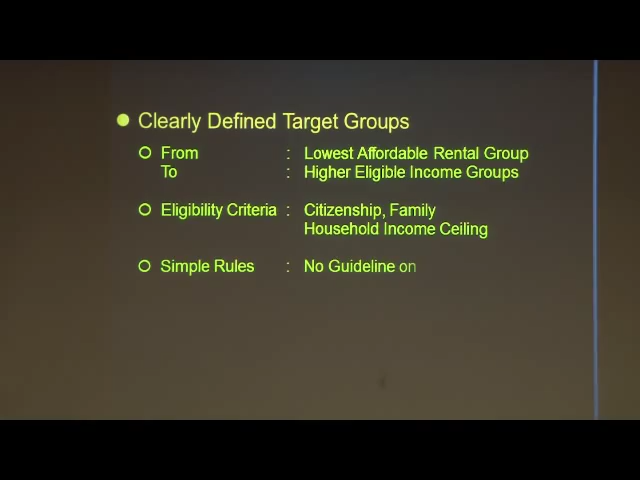 Clearly Defined Target Groups
From : Lowest Affordable Rental Group
To : Higher Eligible Income Groups
Eligibility Criteria : Citizenship, Family
Household Income Ceiling
Simple Rules : No Guideline on